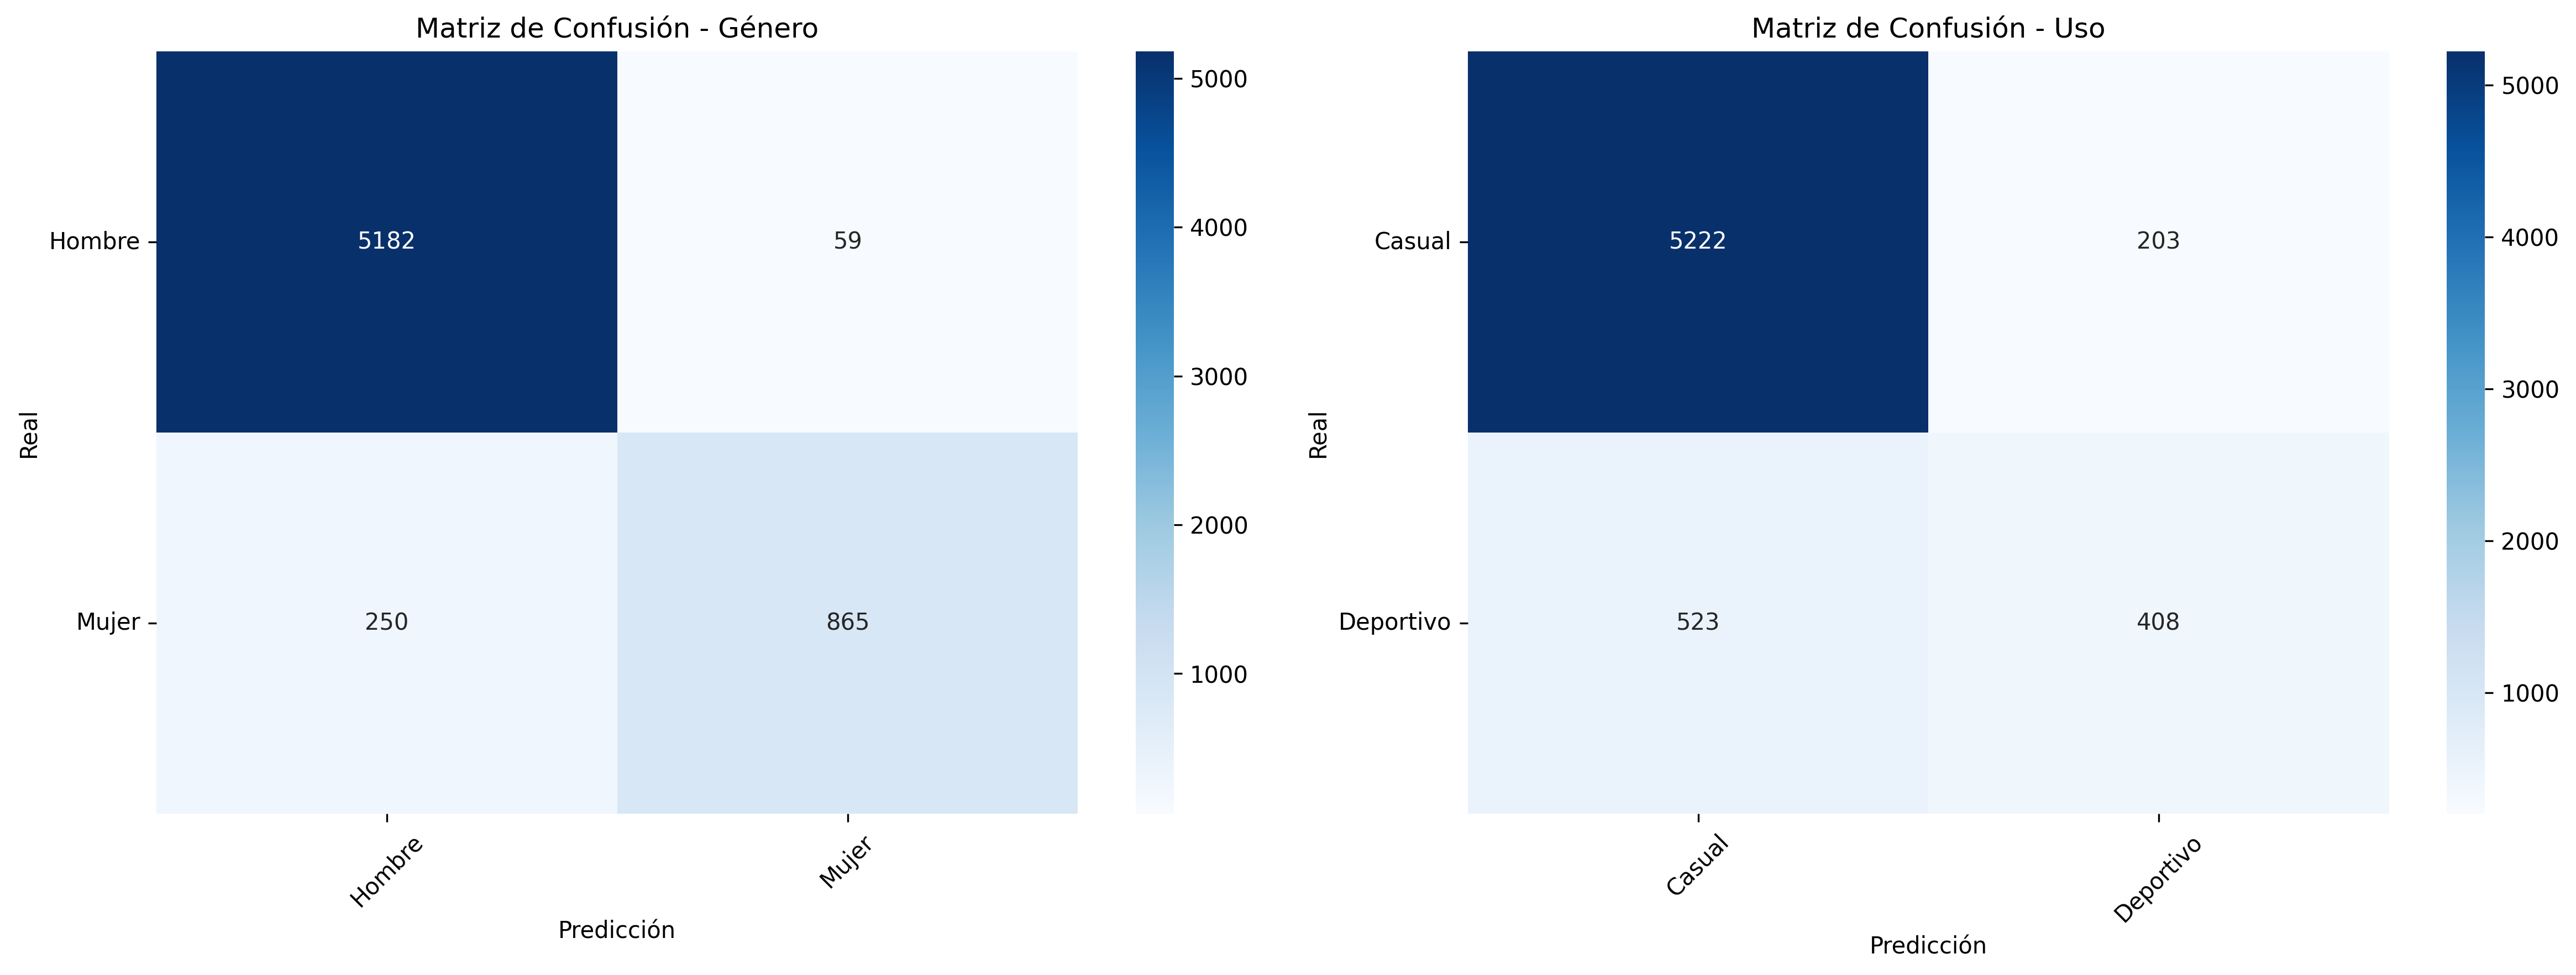 Matriz de Confusión - Género
Real
Hombre
Mujer
5182
59
250
865
Hombre
Mujer
Predicción
5000
4000
3000
2000
1000
Matriz de Confusión - Uso
Real
Casual
Deportivo
5222
203
523
408
Casual
Deportivo
Predicción
5000
4000
3000
2000
1000